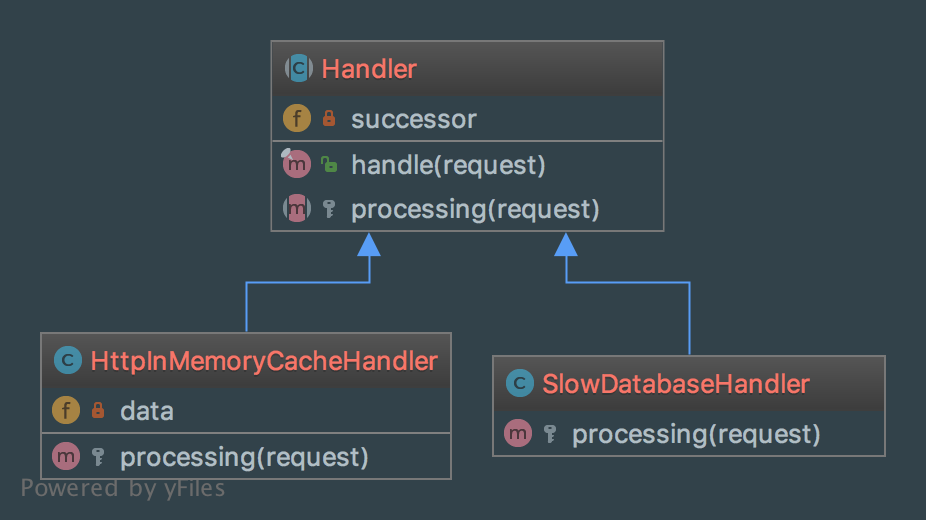 Handler
successor
handle(request)
processing(request)
HttpInMemoryCacheHandler
data
processing(request)
SlowDatabaseHandler
processing(request)
Powered by yFiles